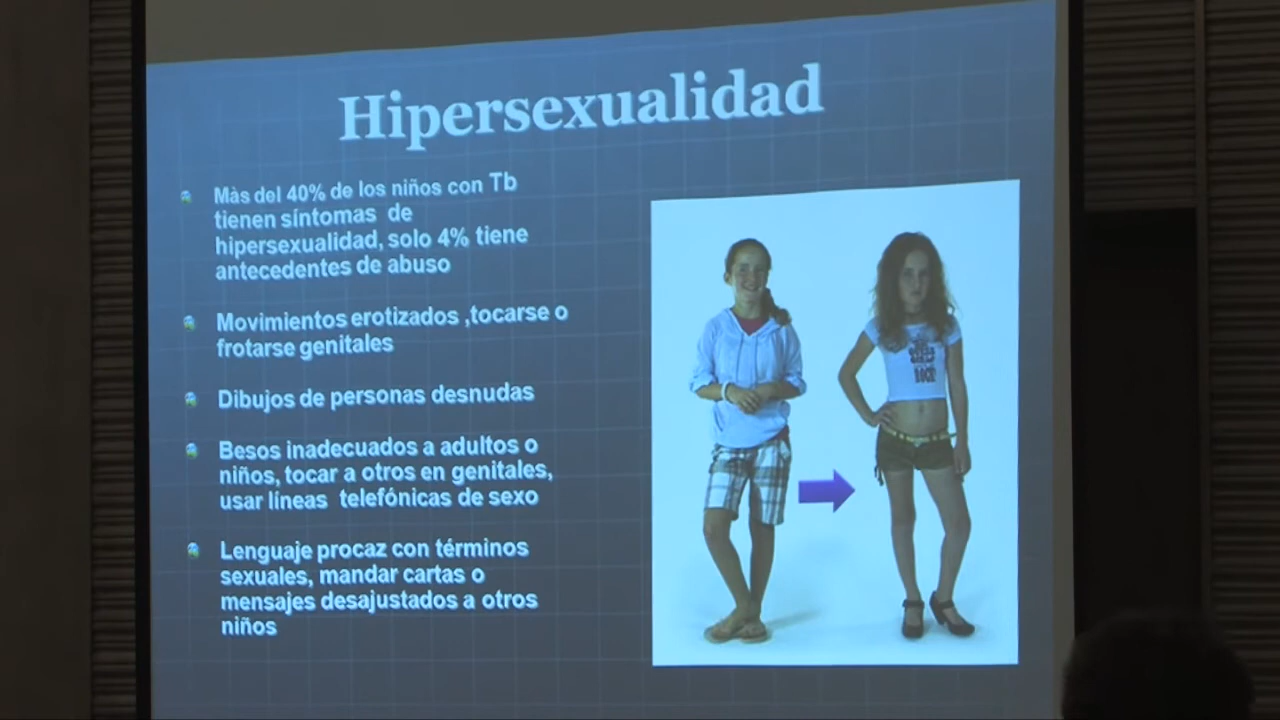 Hipersexualidad
Màs del 40% de los niños con Tb
tienen síntomas de
hipersexualidad, solo 4% tiene
antecedentes de abuso
Movimientos erotizados ,tocarse o
frotarse genitales
Dibujos de personas desnudas
Besos inadecuados a adultos o
niños, tocar a otros en genitales,
usar líneas telefónicas de sexo
Lenguaje procaz con términos
sexuales, mandar cartas o
mensajes desajustados a otros
niños